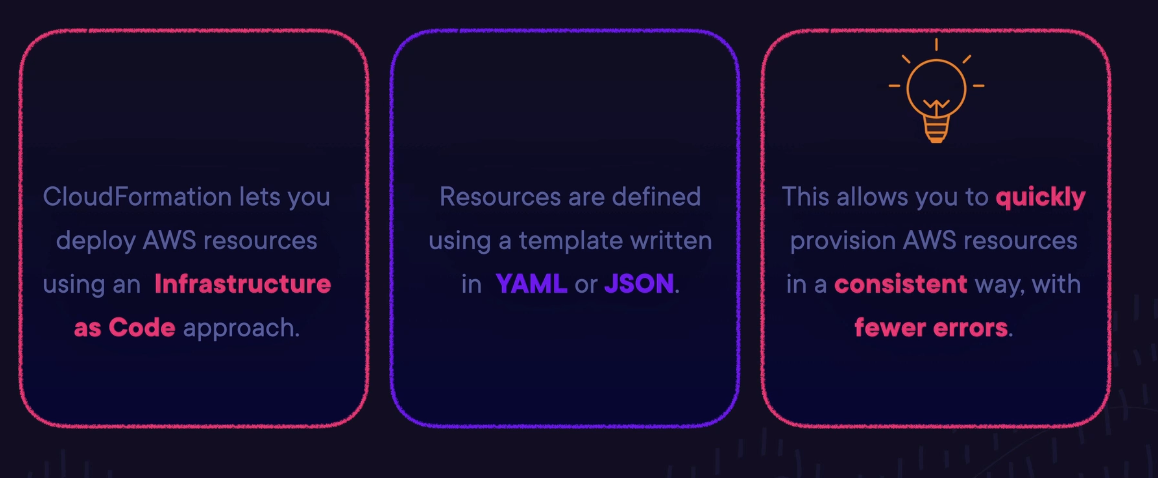 CloudFormation lets you
deploy AWS resources
using an Infrastructure
as Code approach.
Resources are defined
using a template written
in YAML or JSON.
This allows you to quickly
provision AWS resources
in a consistent way, with
fewer errors.